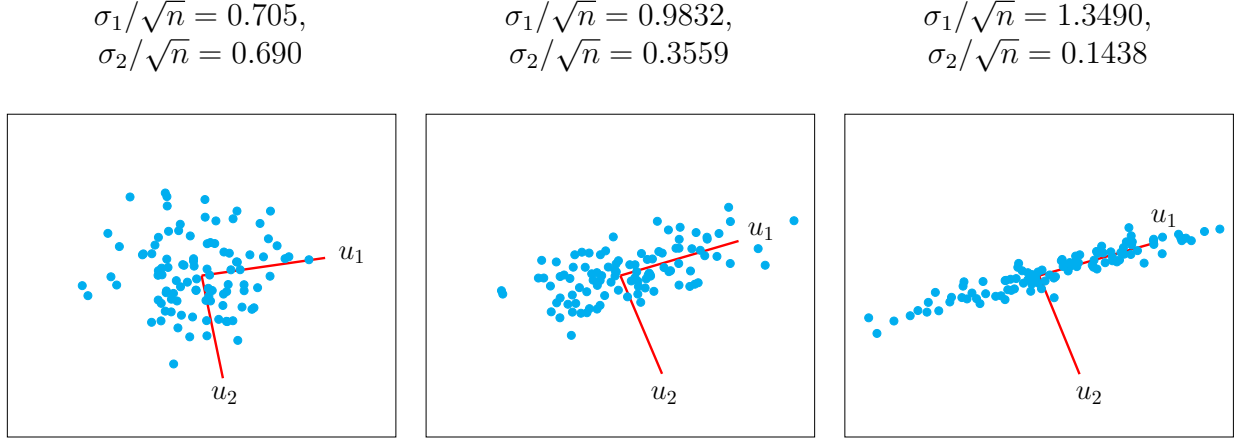 σ₁/√n = 0.705,
σ₂/√n = 0.690
u₁
u₂
σ₁/√n = 0.9832,
σ₂/√n = 0.3559
u₁
u₂
σ₁/√n = 1.3490,
σ₂/√n = 0.1438
u₁
u₂